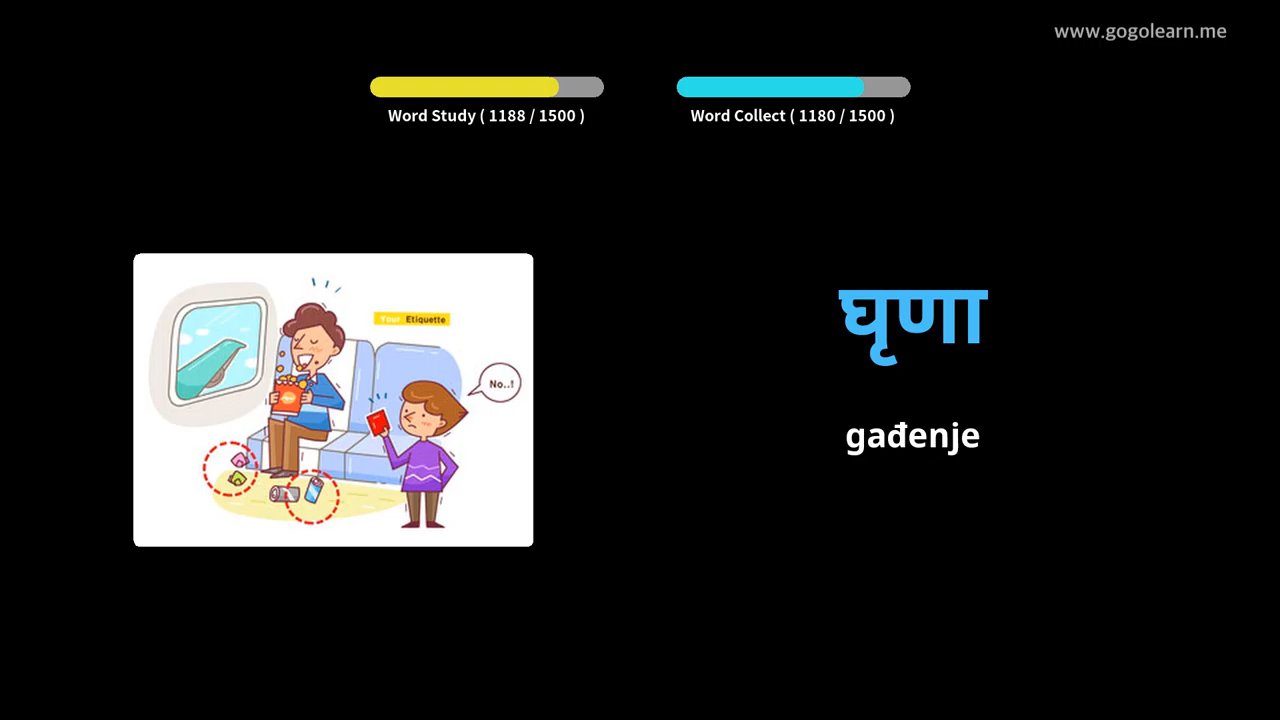 www.gogolearn.me
Word Study ( 1188 / 1500 )
Word Collect ( 1180 / 1500 )
Your Etiquette
No..!
घृणा
gađenje